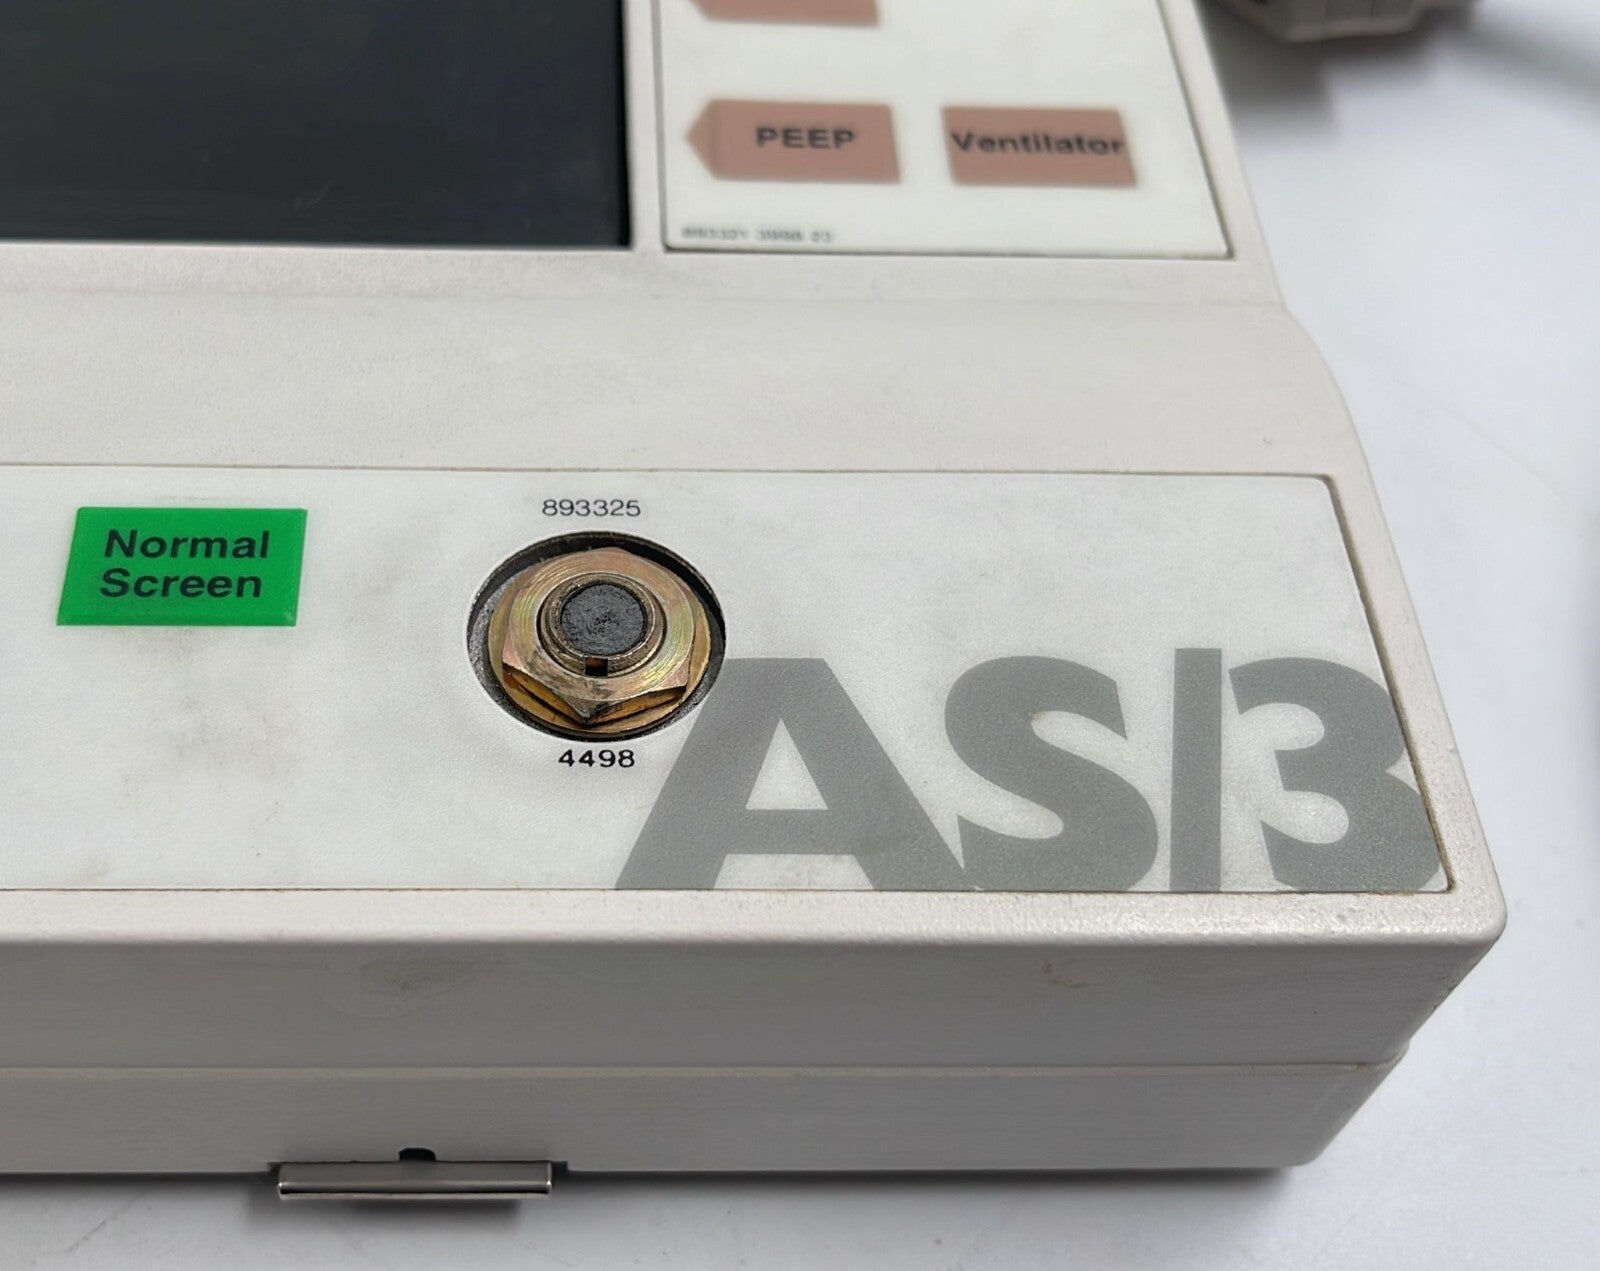 PEEP
Ventilator
Normal
Screen
893325
4498
AS/3